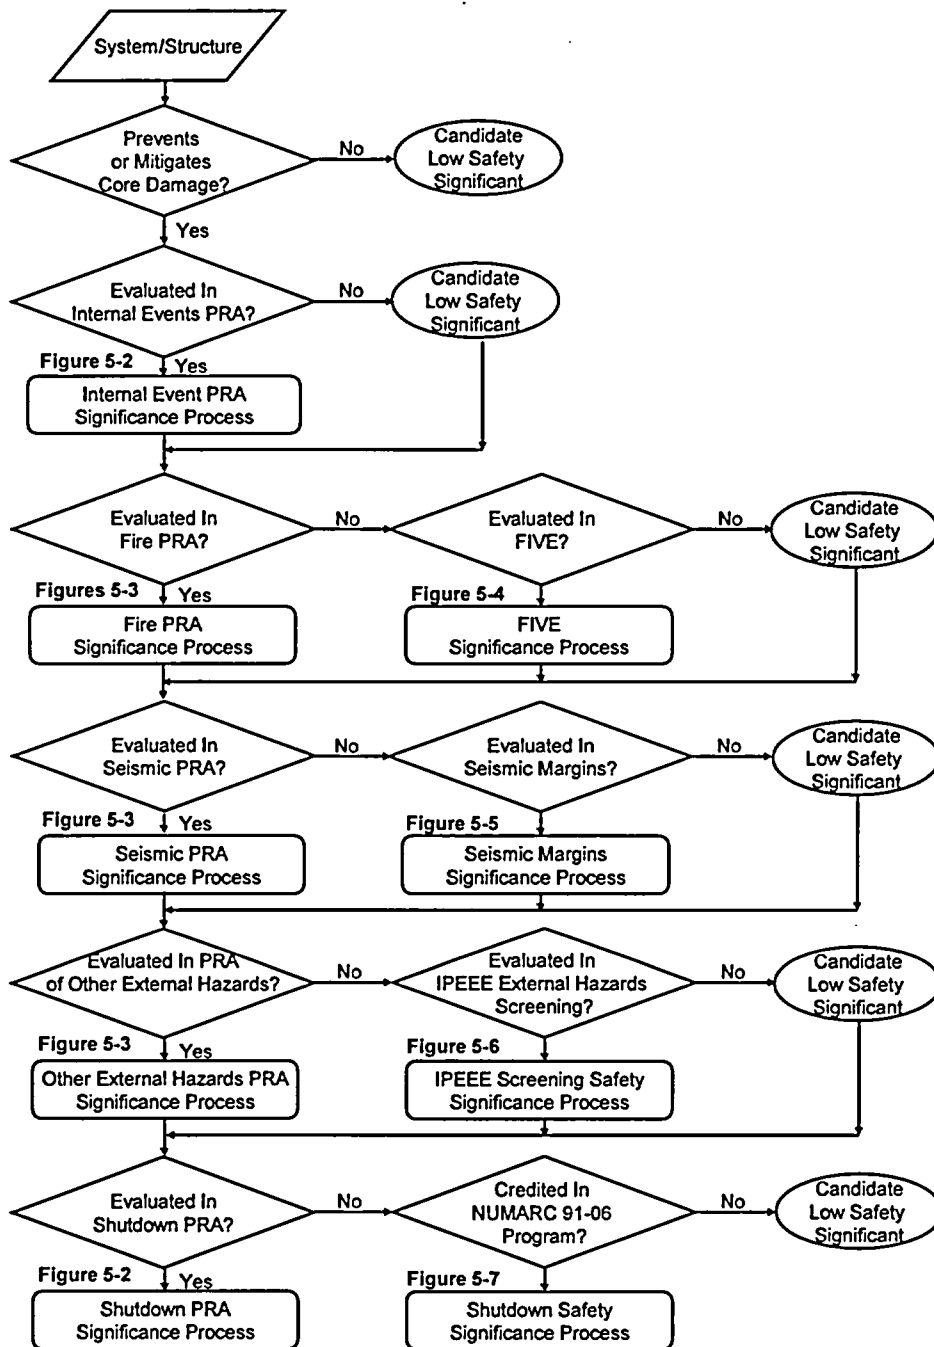 System/Structure
Prevents
or Mitigates
Core Damage?
No
Candidate
Low Safety
Significant
Yes
Evaluated In
Internal Events PRA?
No
Candidate
Low Safety
Significant
Figure 5-2
Yes
Internal Event PRA
Significance Process
Evaluated In
Fire PRA?
No
Evaluated In
FIVE?
No
Candidate
Low Safety
Significant
Figures 5-3
Yes
Figure 5-4
Fire PRA
Significance Process
FIVE
Significance Process
Evaluated In
Seismic PRA?
No
Evaluated In
Seismic Margins?
No
Candidate
Low Safety
Significant
Figure 5-3
Yes
Figure 5-5
Seismic PRA
Significance Process
Seismic Margins
Significance Process
Evaluated In PRA
of Other External Hazards?
No
Evaluated In
IPEEE External Hazards
Screening?
No
Candidate
Low Safety
Significant
Figure 5-3
Yes
Figure 5-6
Other External Hazards PRA
Significance Process
IPEEE Screening Safety
Significance Process
Evaluated In
Shutdown PRA?
No
Credited In
NUMARC 91-06
Program?
No
Candidate
Low Safety
Significant
Figure 5-2
Yes
Figure 5-7
Shutdown PRA
Significance Process
Shutdown Safety
Significance Process